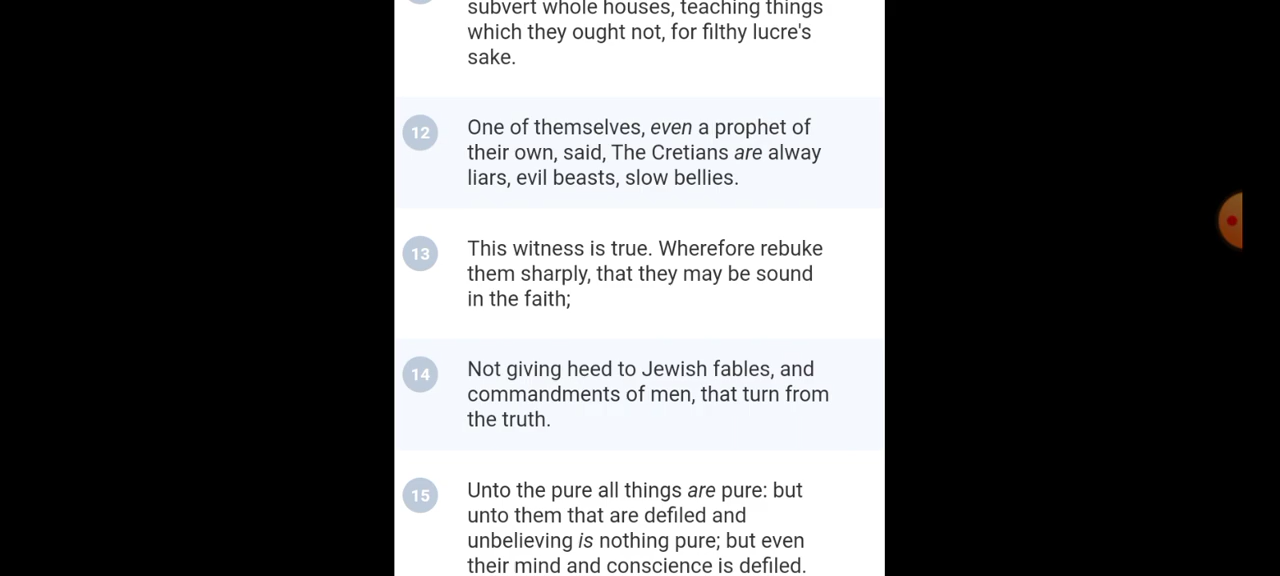 subvert whole houses, teaching things
which they ought not, for filthy lucre's
sake.
12
One of themselves, even a prophet of
their own, said, The Cretians are alway
liars, evil beasts, slow bellies.
13
This witness is true. Wherefore rebuke
them sharply, that they may be sound
in the faith;
14
Not giving heed to Jewish fables, and
commandments of men, that turn from
the truth.
15
Unto the pure all things are pure: but
unto them that are defiled and
unbelieving is nothing pure; but even
their mind and conscience is defiled.